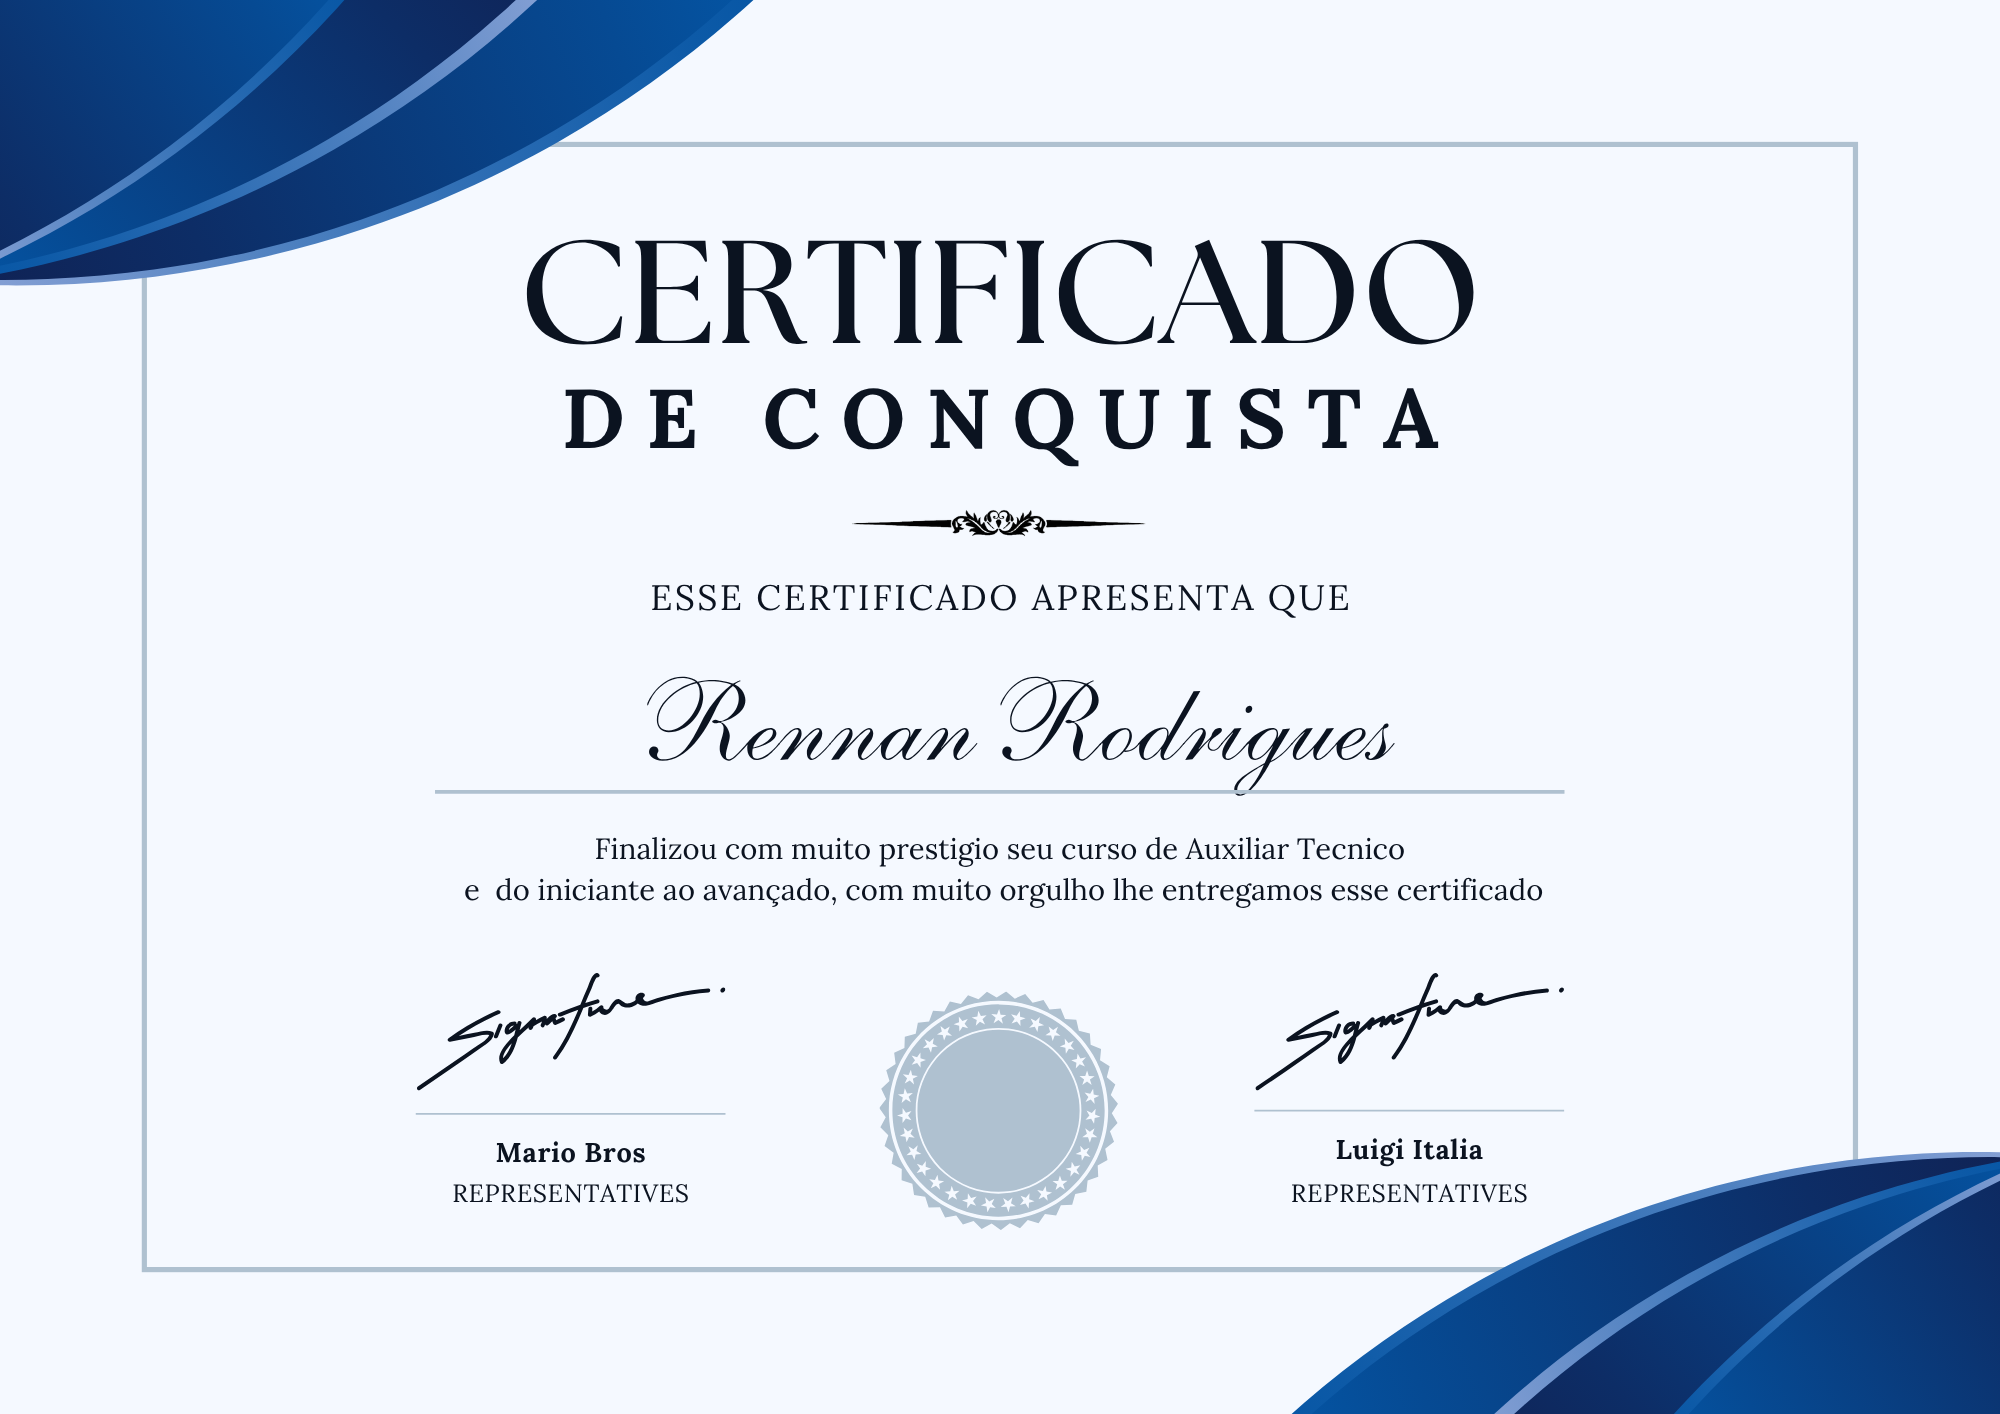 CERTIFICADO
DE CONQUISTA
ESSE CERTIFICADO APRESENTA QUE
Rennan Rodrigues
Finalizou com muito prestigio seu curso de Auxiliar Tecnico
e  do iniciante ao avançado, com muito orgulho lhe entregamos esse certificado
Signature
Signature
Mario Bros
Luigi Italia
REPRESENTATIVES
REPRESENTATIVES